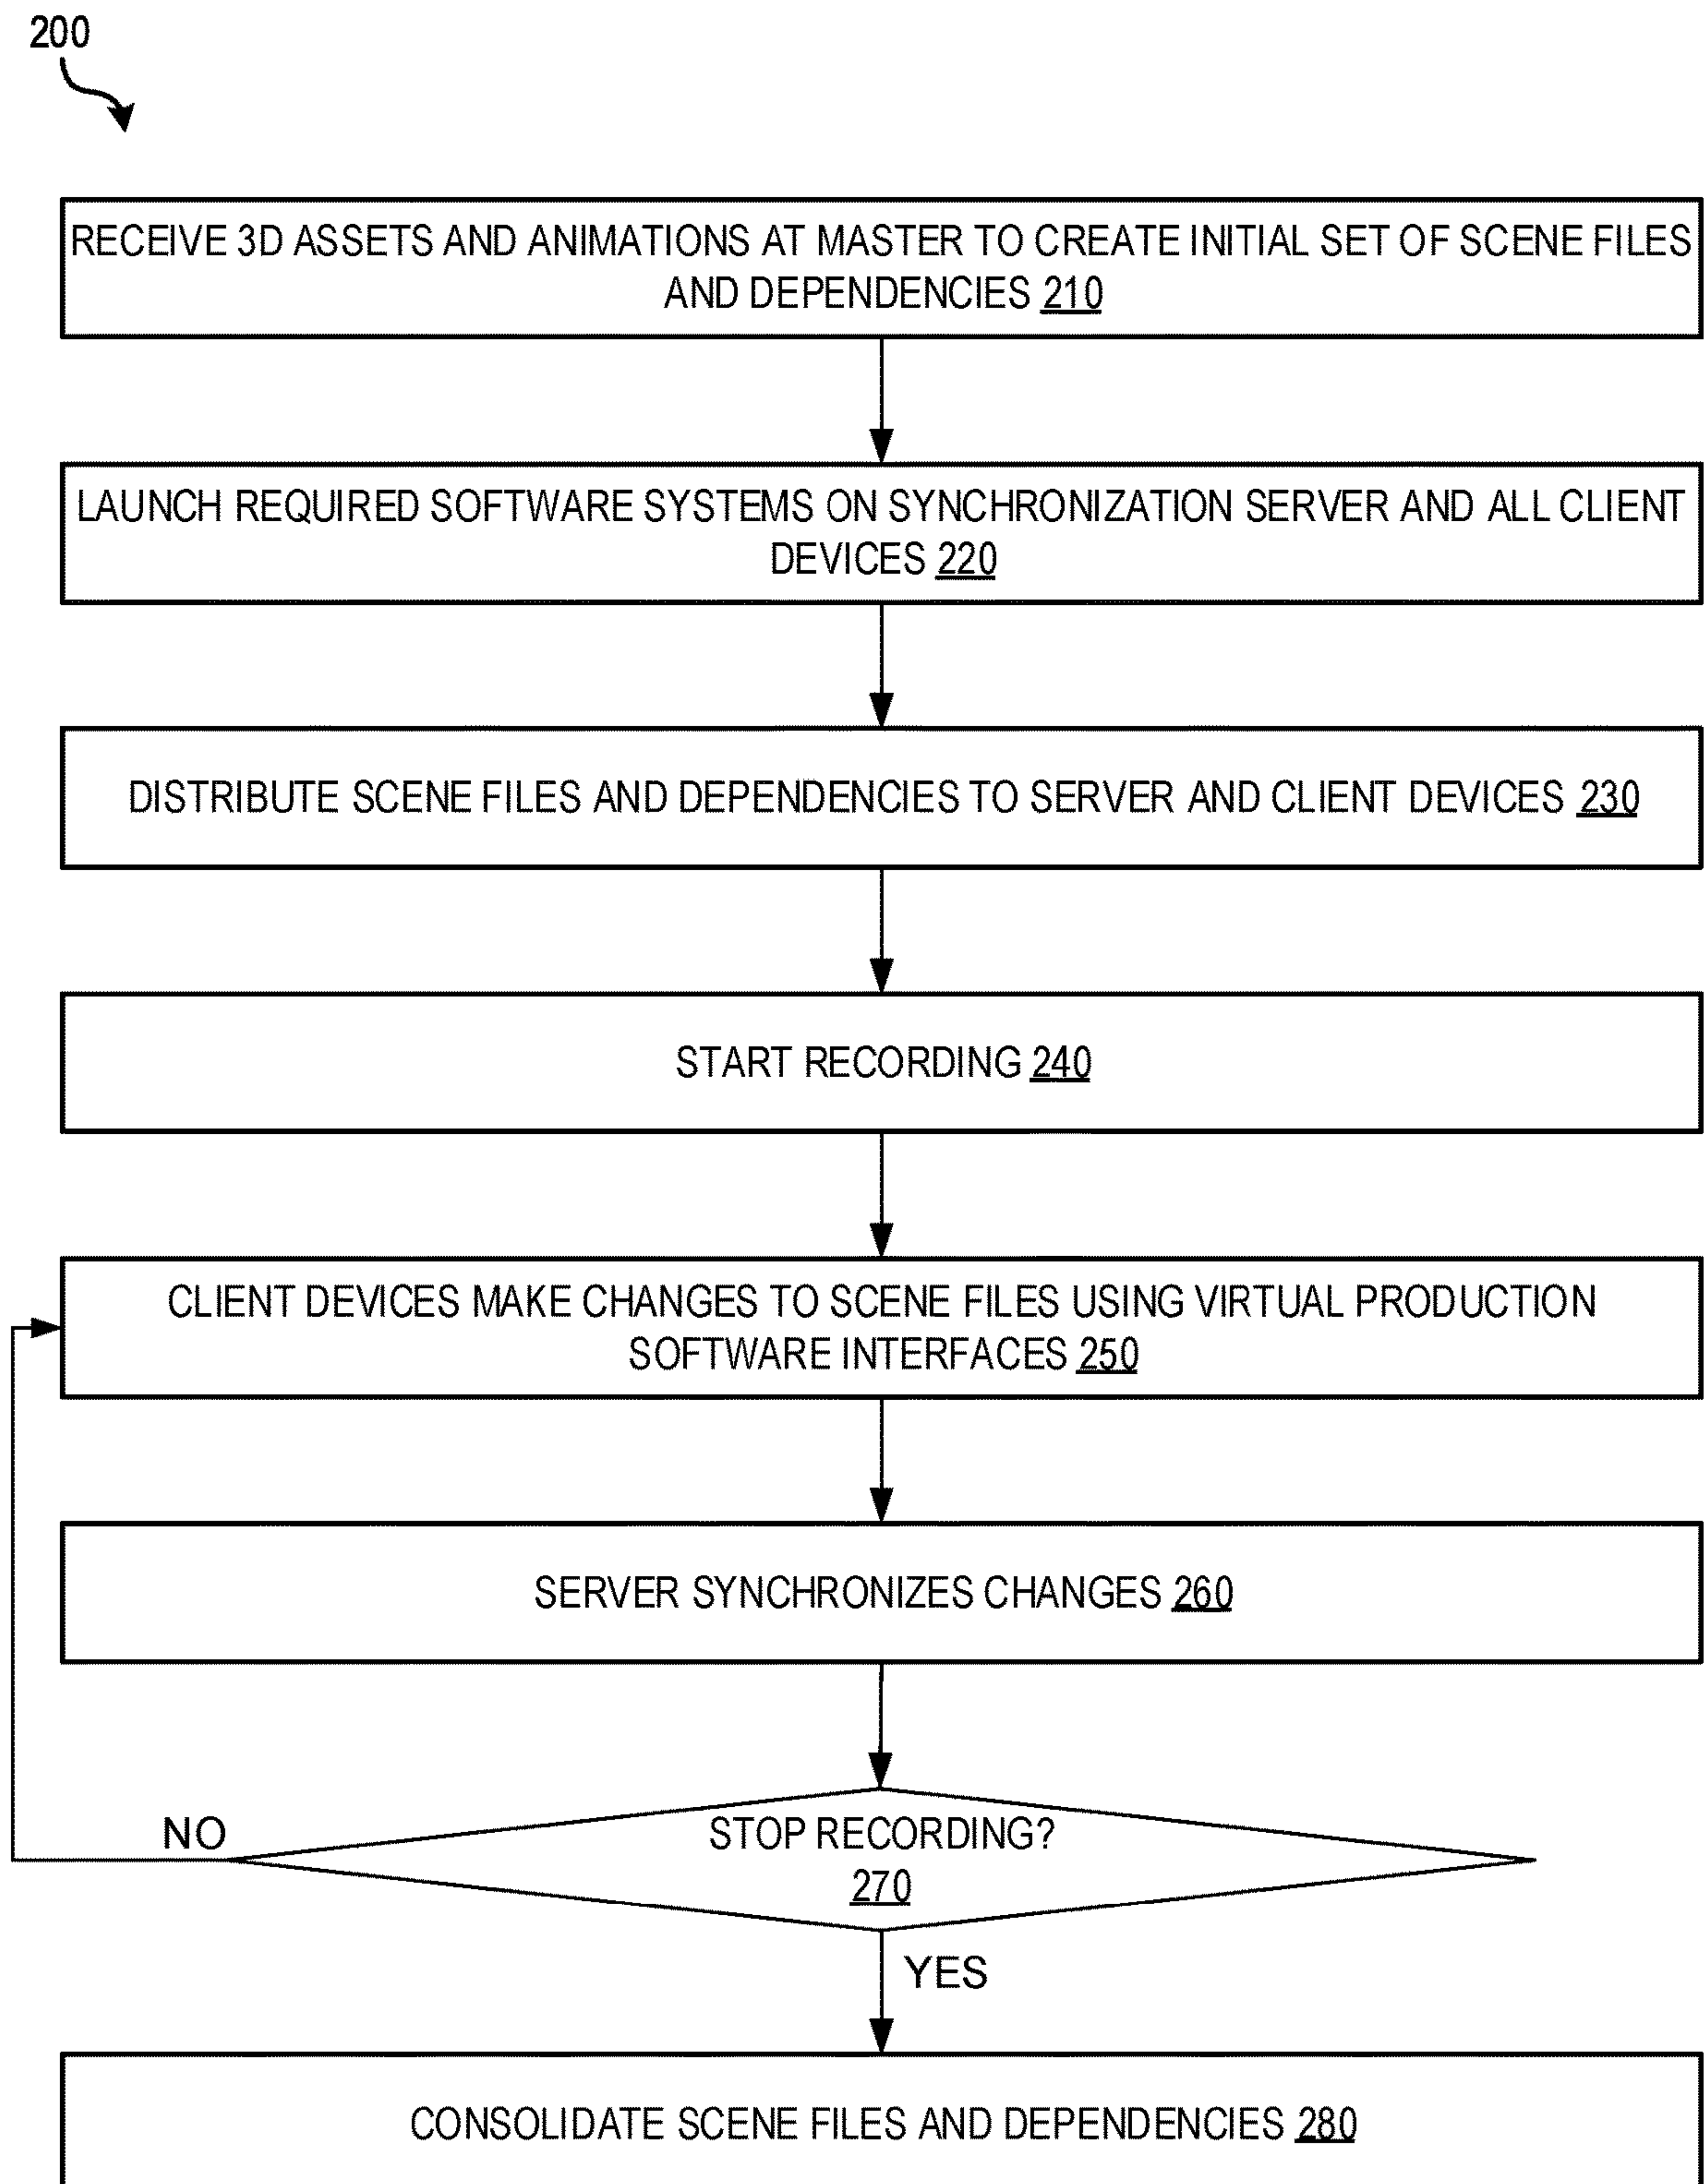 200
RECEIVE 3D ASSETS AND ANIMATIONS AT MASTER TO CREATE INITIAL SET OF SCENE FILES
AND DEPENDENCIES 210
LAUNCH REQUIRED SOFTWARE SYSTEMS ON SYNCHRONIZATION SERVER AND ALL CLIENT
DEVICES 220
DISTRIBUTE SCENE FILES AND DEPENDENCIES TO SERVER AND CLIENT DEVICES 230
START RECORDING 240
CLIENT DEVICES MAKE CHANGES TO SCENE FILES USING VIRTUAL PRODUCTION
SOFTWARE INTERFACES 250
SERVER SYNCHRONIZES CHANGES 260
NO
STOP RECORDING?
270
YES
CONSOLIDATE SCENE FILES AND DEPENDENCIES 280